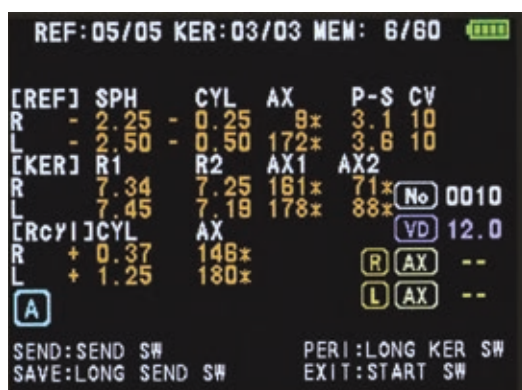 REF:05/05 KER:03/03 MEM: 6/60
[REF] SPH CYL AX P-S CV
R - 2.25 - 0.25 9* 3.1 10
L - 2.50 - 0.50 172* 3.6 10
[KER] R1 R2 AX1 AX2
R 7.34 7.25 161* 71*
L 7.45 7.19 178* 88*
No 0010
[Rcyl]CYL AX
VD 12.0
R + 0.37 146*
R AX --
L + 1.25 180*
L AX --
A
SEND:SEND SW PERI:LONG KER SW
SAVE:LONG SEND SW EXIT:START SW